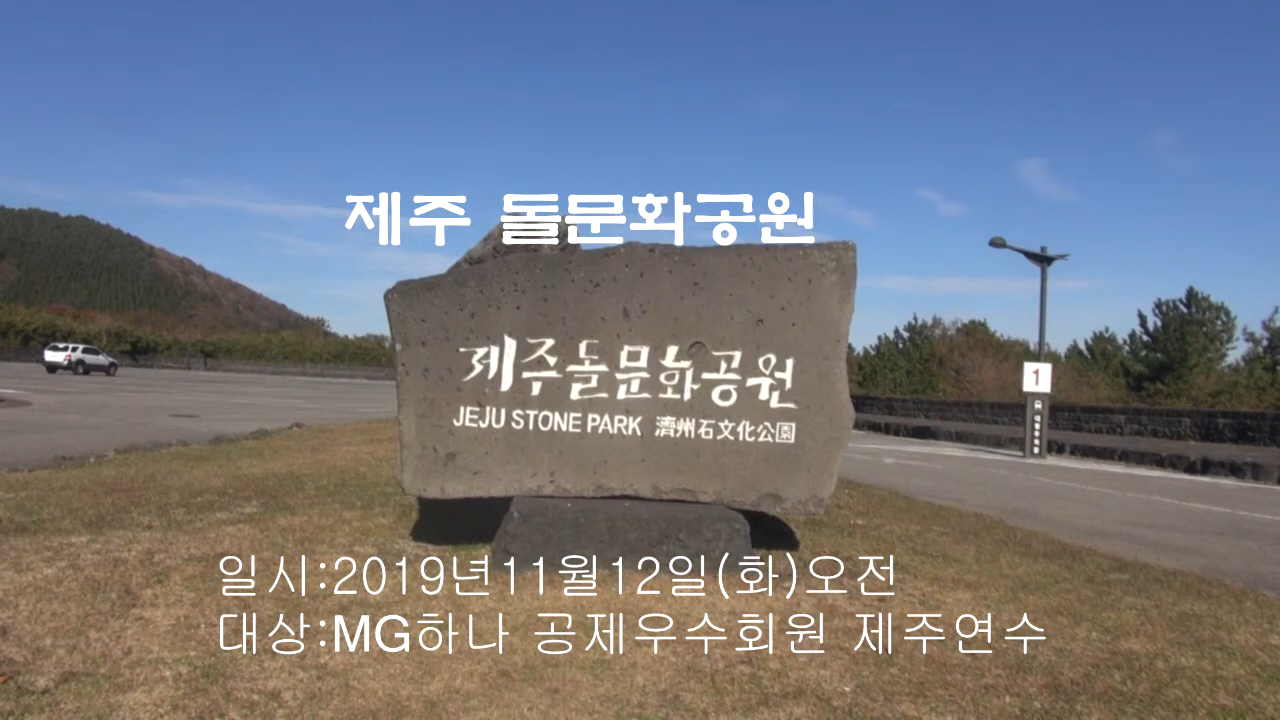 제주 돌문화공원
제주돌문화공원
JEJU STONE PARK 濟州石文化公園
1
일시:2019년11월12일(화)오전
대상:MG하나 공제우수회원 제주연수